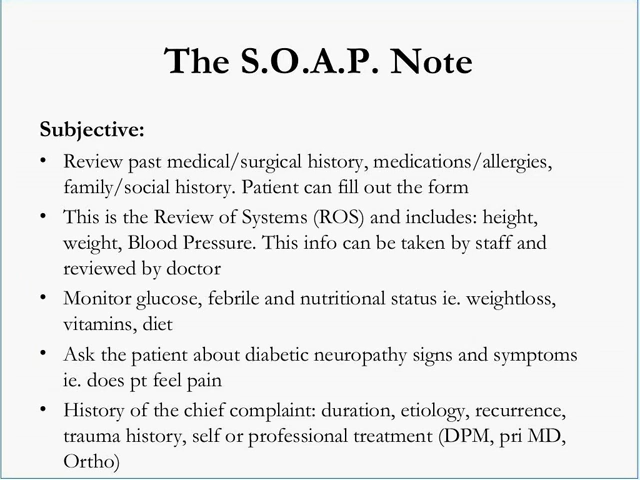 The S.O.A.P. Note
Subjective:
• Review past medical/surgical history, medications/allergies,
family/social history. Patient can fill out the form
• This is the Review of Systems (ROS) and includes: height,
weight, Blood Pressure. This info can be taken by staff and
reviewed by doctor
• Monitor glucose, febrile and nutritional status ie. weightloss,
vitamins, diet
• Ask the patient about diabetic neuropathy signs and symptoms
ie. does pt feel pain
• History of the chief complaint: duration, etiology, recurrence,
trauma history, self or professional treatment (DPM, pri MD,
Ortho)